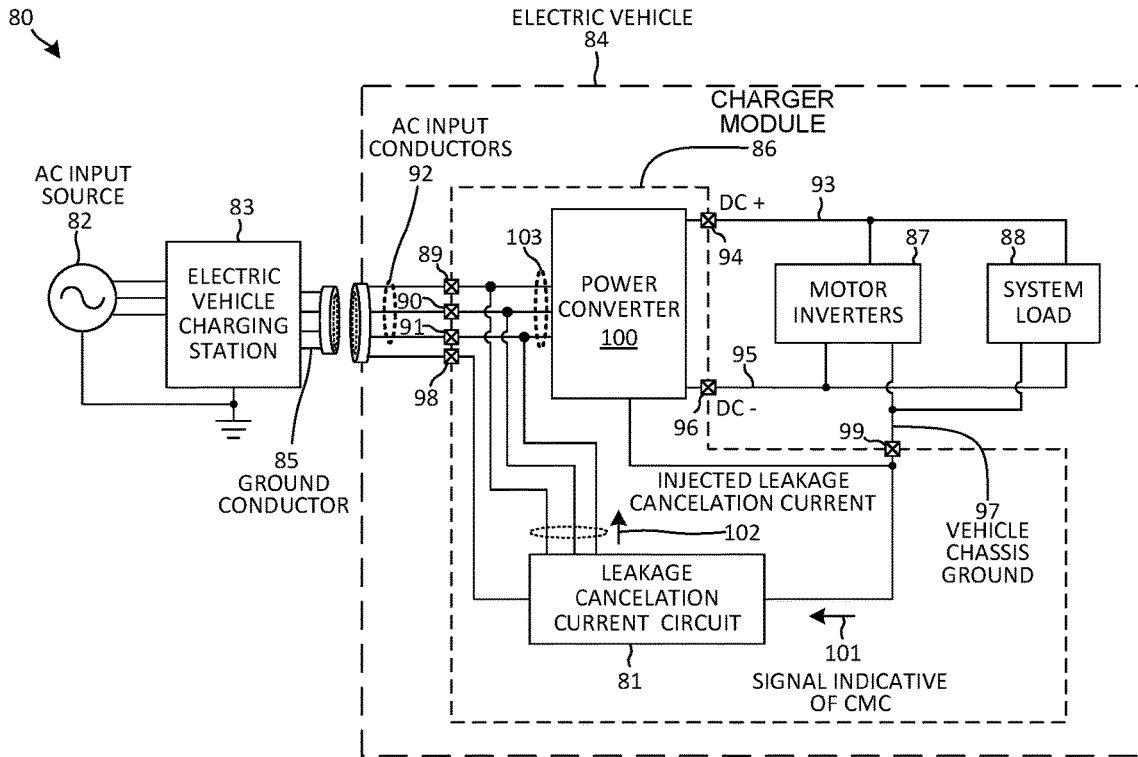 80
ELECTRIC VEHICLE
84
CHARGER
MODULE
86
AC INPUT
CONDUCTORS
92
AC INPUT
SOURCE
82
83
ELECTRIC
VEHICLE
CHARGING
STATION
85
GROUND
CONDUCTOR
89
90
91
98
103
POWER
CONVERTER
100
DC +
94
93
87
MOTOR
INVERTERS
88
SYSTEM
LOAD
95
96
DC -
99
97
VEHICLE
CHASSIS
GROUND
INJECTED LEAKAGE
CANCELATION CURRENT
102
LEAKAGE
CANCELATION
CURRENT CIRCUIT
81
101
SIGNAL INDICATIVE
OF CMC